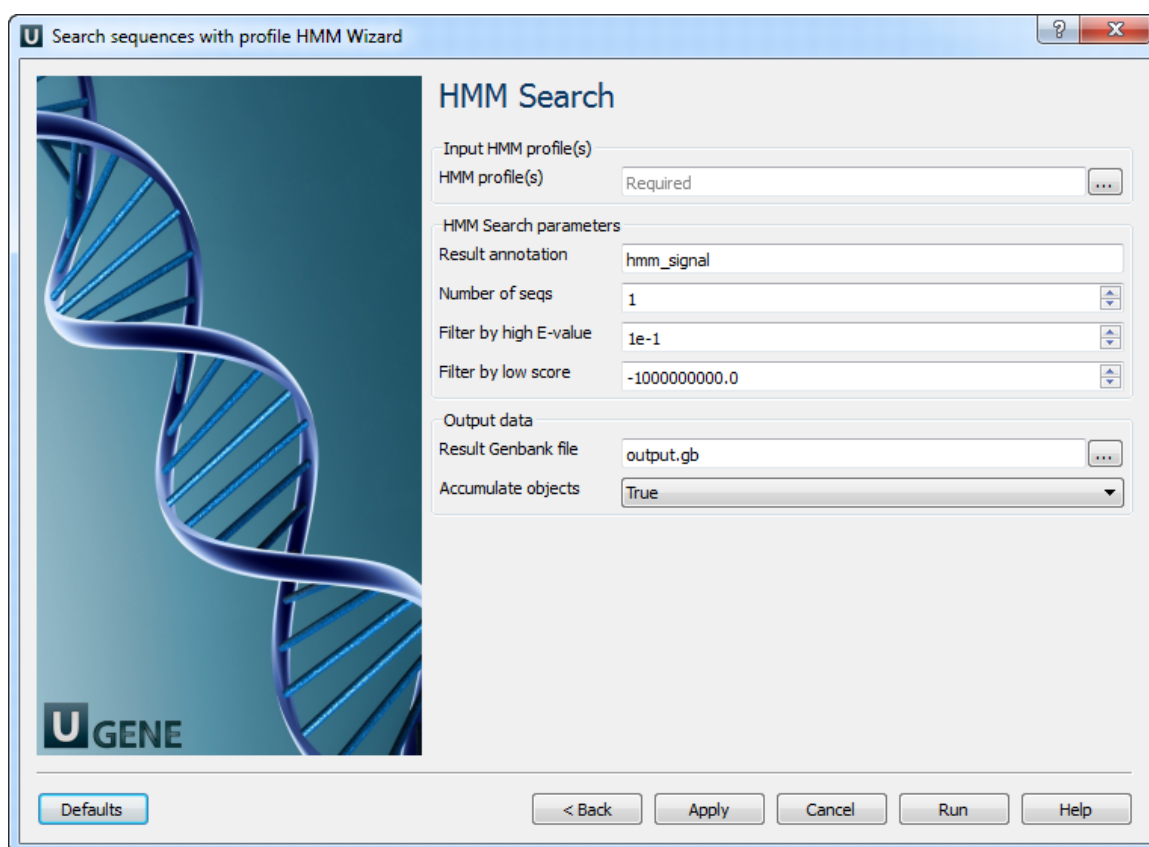 Search sequences with profile HMM Wizard
HMM Search
Input HMM profile(s)
HMM profile(s) Required ...
HMM Search parameters
Result annotation hmm_signal
Number of seqs 1
Filter by high E-value 1e-1
Filter by low score -1000000000.0
Output data
Result Genbank file output.gb ...
Accumulate objects True
U GENE
Defaults < Back Apply Cancel Run Help